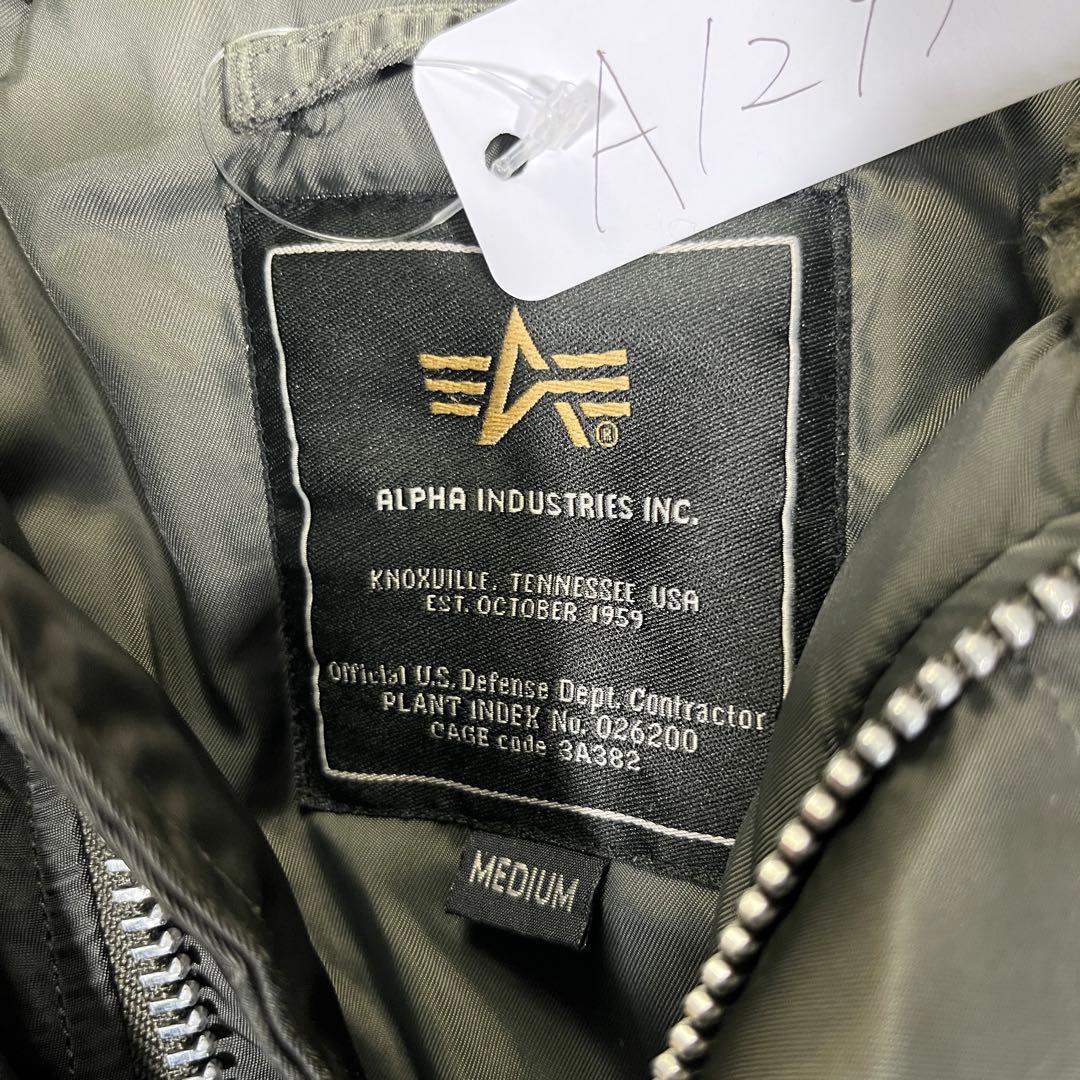 A129
®
ALPHA INDUSTRIES INC.
KNOXVILLE, TENNESSEE USA
EST. OCTOBER 1959
Official U.S. Defense Dept. Contractor
PLANT INDEX No. 026200
CAGE code 3A382
MEDIUM